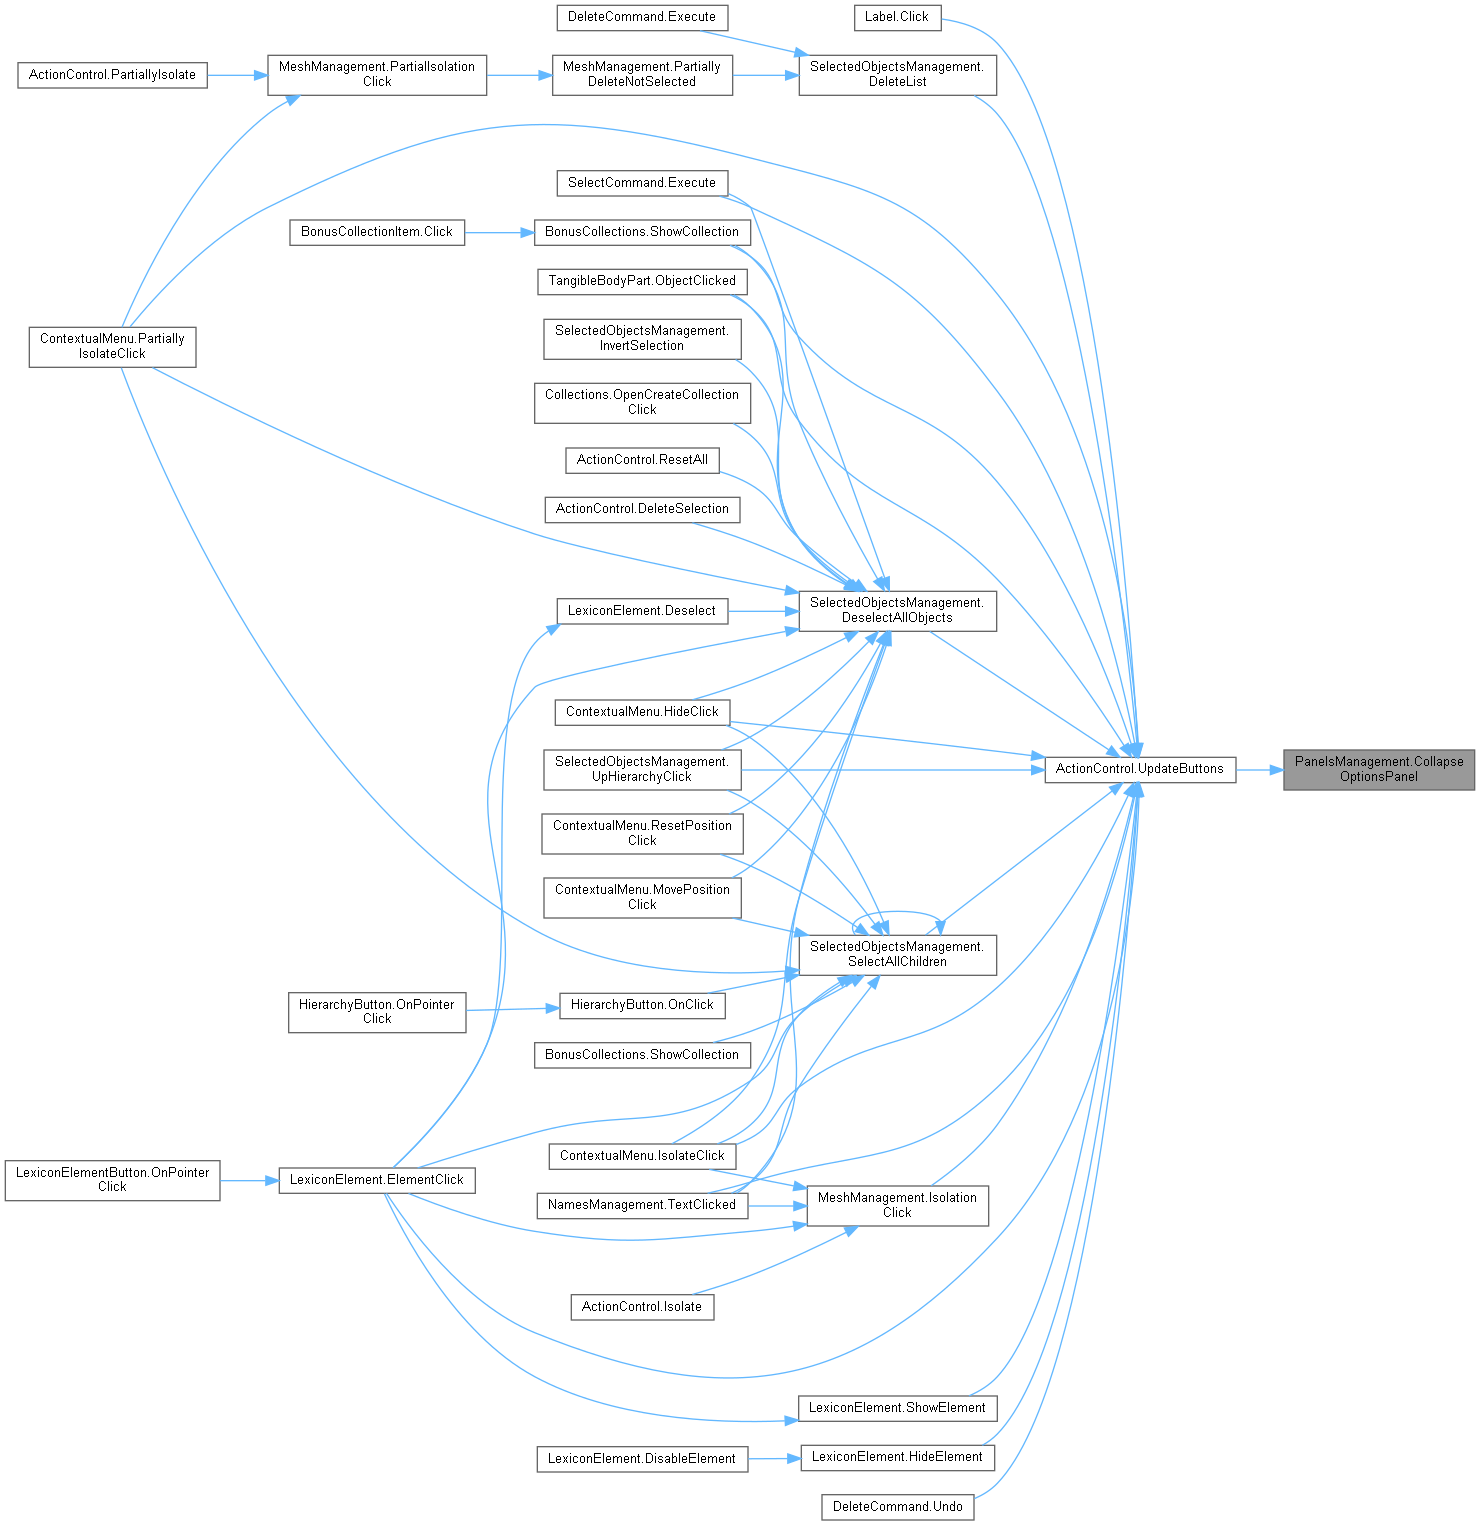 DeleteCommand.Execute
Label.Click
ActionControl.PartiallyIsolate
MeshManagement.PartialIsolation
Click
MeshManagement.Partially
DeleteNotSelected
SelectedObjectsManagement.
DeleteList
SelectCommand.Execute
BonusCollectionItem.Click
BonusCollections.ShowCollection
TangibleBodyPart.ObjectClicked
SelectedObjectsManagement.
InvertSelection
ContextualMenu.Partially
IsolateClick
Collections.OpenCreateCollection
Click
ActionControl.ResetAll
ActionControl.DeleteSelection
LexiconElement.Deselect
SelectedObjectsManagement.
DeselectAllObjects
ContextualMenu.HideClick
SelectedObjectsManagement.
UpHierarchyClick
ActionControl.UpdateButtons
PanelsManagement.Collapse
OptionsPanel
ContextualMenu.ResetPosition
Click
ContextualMenu.MovePosition
Click
SelectedObjectsManagement.
SelectAllChildren
HierarchyButton.OnPointer
Click
HierarchyButton.OnClick
BonusCollections.ShowCollection
ContextualMenu.IsolateClick
LexiconElementButton.OnPointer
Click
LexiconElement.ElementClick
NamesManagement.TextClicked
MeshManagement.Isolation
Click
ActionControl.Isolate
LexiconElement.ShowElement
LexiconElement.DisableElement
LexiconElement.HideElement
DeleteCommand.Undo